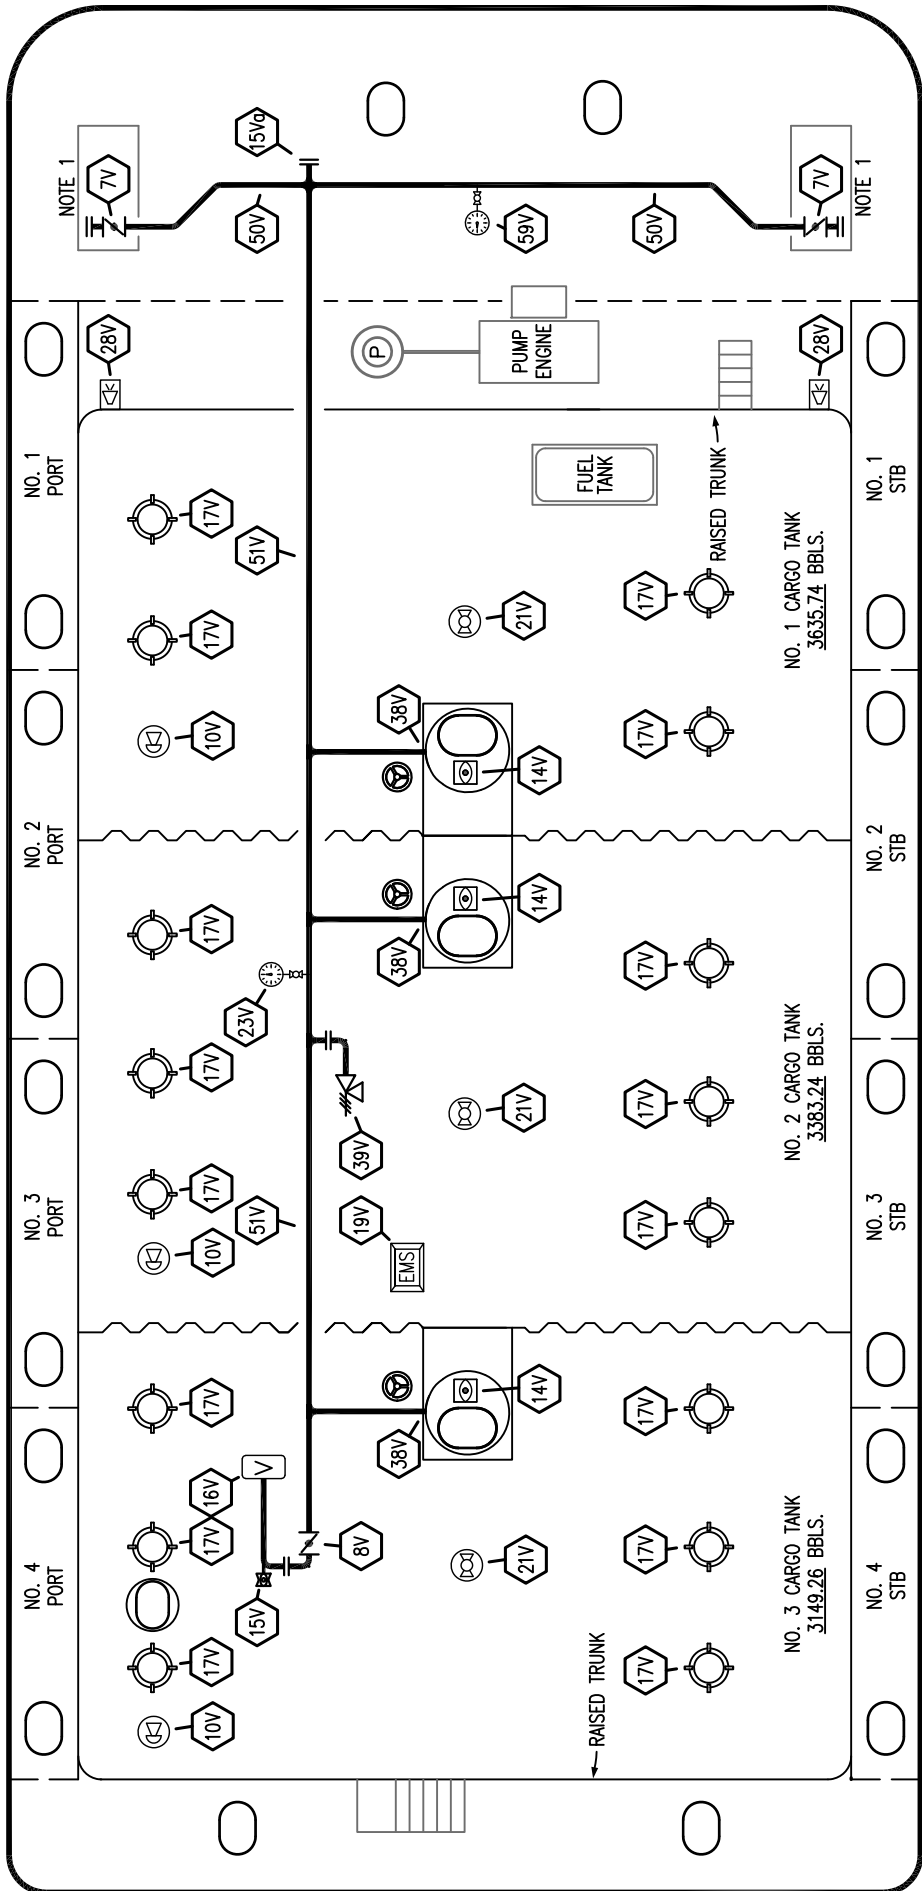 NOTE 1
7V
15Va
50V
59V
50V
7V
NOTE 1
28V
P
PUMP
ENGINE
28V
NO. 1
PORT
17V
51V
FUEL
TANK
RAISED TRUNK
NO. 1
STB
17V
21V
17V
NO. 1 CARGO TANK
3635.74 BBLS.
10V
38V
14V
17V
NO. 2
PORT
NO. 2
STB
17V
38V
14V
17V
23V
NO. 2 CARGO TANK
3383.24 BBLS.
17V
39V
21V
17V
NO. 3
PORT
17V
51V
19V
17V
NO. 3
STB
10V
EMS
17V
38V
14V
17V
16V
V
NO. 4
PORT
17V
8V
21V
17V
NO. 3 CARGO TANK
3149.26 BBLS.
NO. 4
STB
15V
17V
17V
10V
RAISED TRUNK